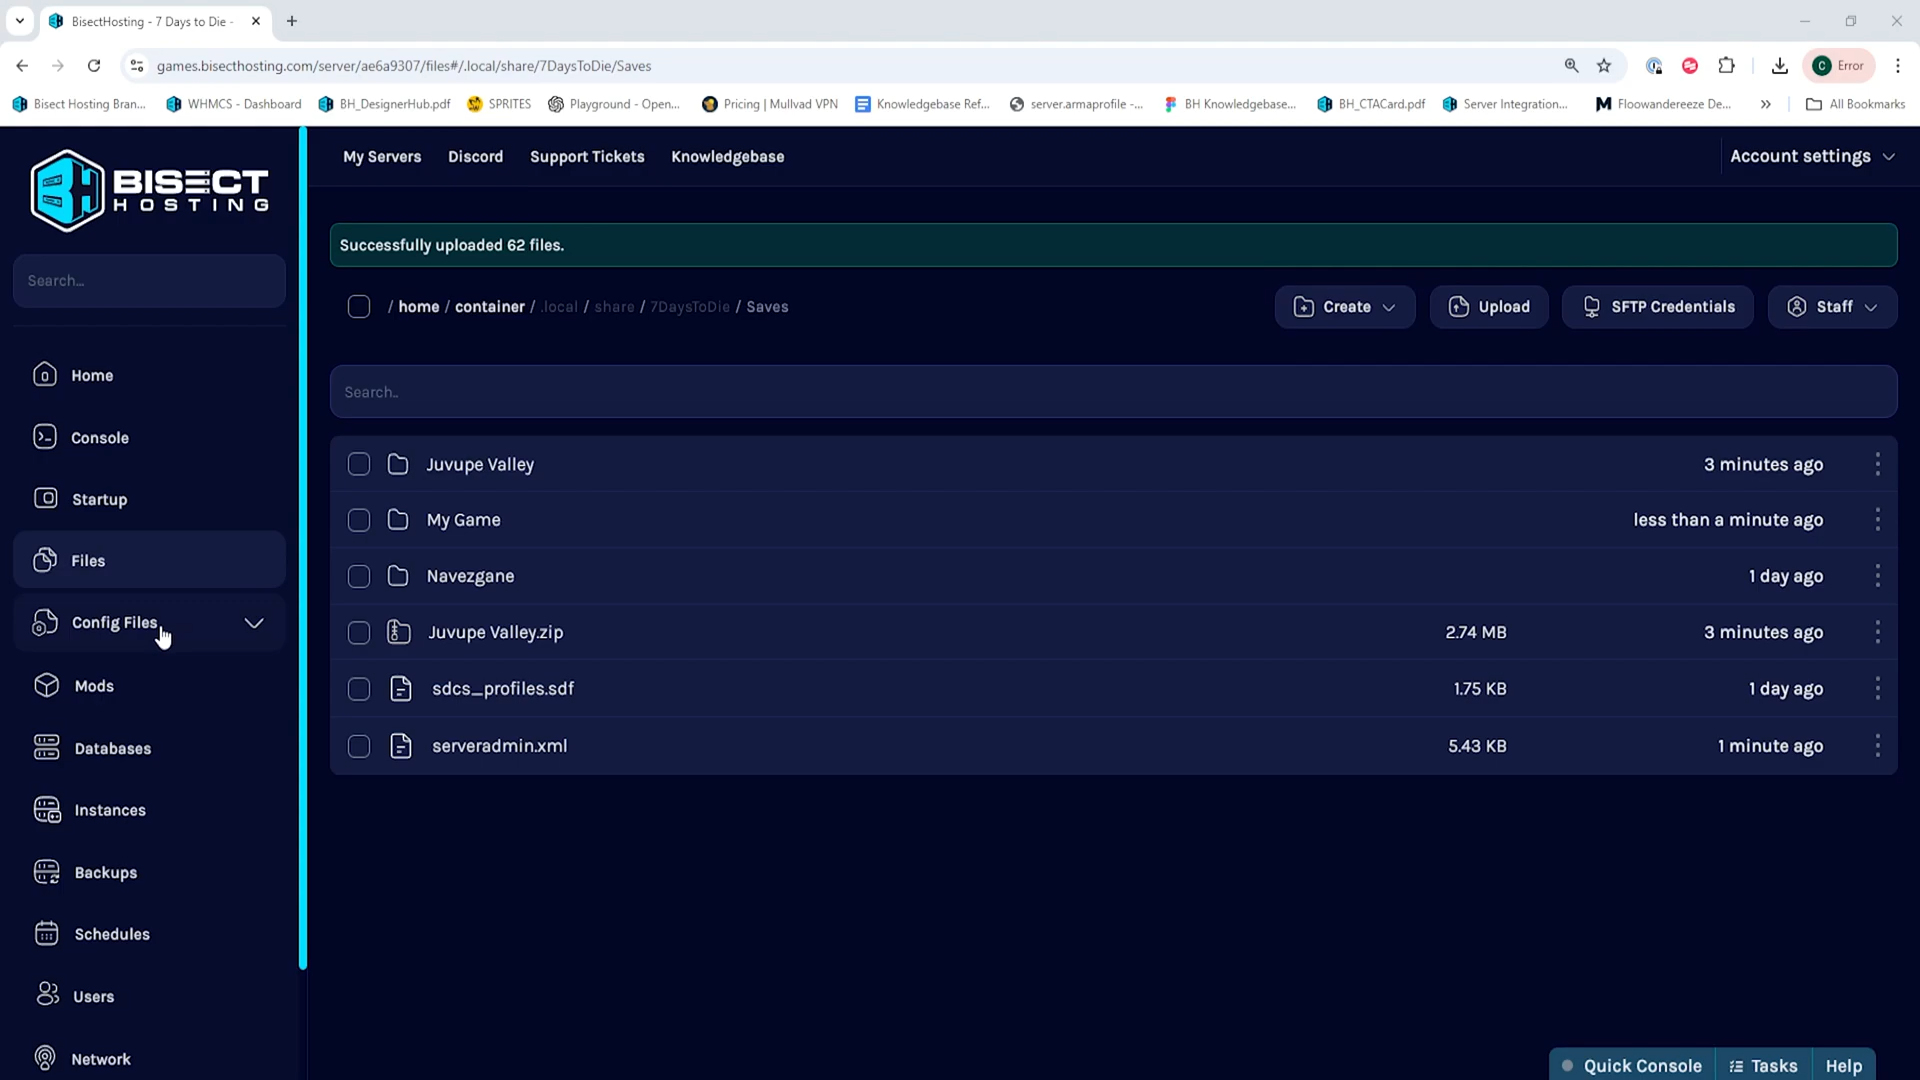 BisectHosting - 7 Days to Die -
games.bisecthosting.com/server/ae6a9307/files#/.local/share/7DaysToDie/Saves
C Error
Bisect Hosting Bran... WHMCS - Dashboard BH_DesignerHub.pdf SPRITES Playground - Open... Pricing | Mullvad VPN Knowledgebase Ref... server.armaprofile -... BH Knowledgebase... BH_CTACard.pdf Server Integration... Floowandereeze De... » All Bookmarks
BISECT
HOSTING
My Servers Discord Support Tickets Knowledgebase Account settings
Successfully uploaded 62 files.
Search...
/ home / container / .local / share / 7DaysToDie / Saves
Create Upload SFTP Credentials Staff
Search..
Home
Console
Startup
Files
Config Files
Mods
Databases
Instances
Backups
Schedules
Users
Network
Juvupe Valley 3 minutes ago
My Game less than a minute ago
Navezgane 1 day ago
Juvupe Valley.zip 2.74 MB 3 minutes ago
sdcs_profiles.sdf 1.75 KB 1 day ago
serveradmin.xml 5.43 KB 1 minute ago
Quick Console Tasks Help